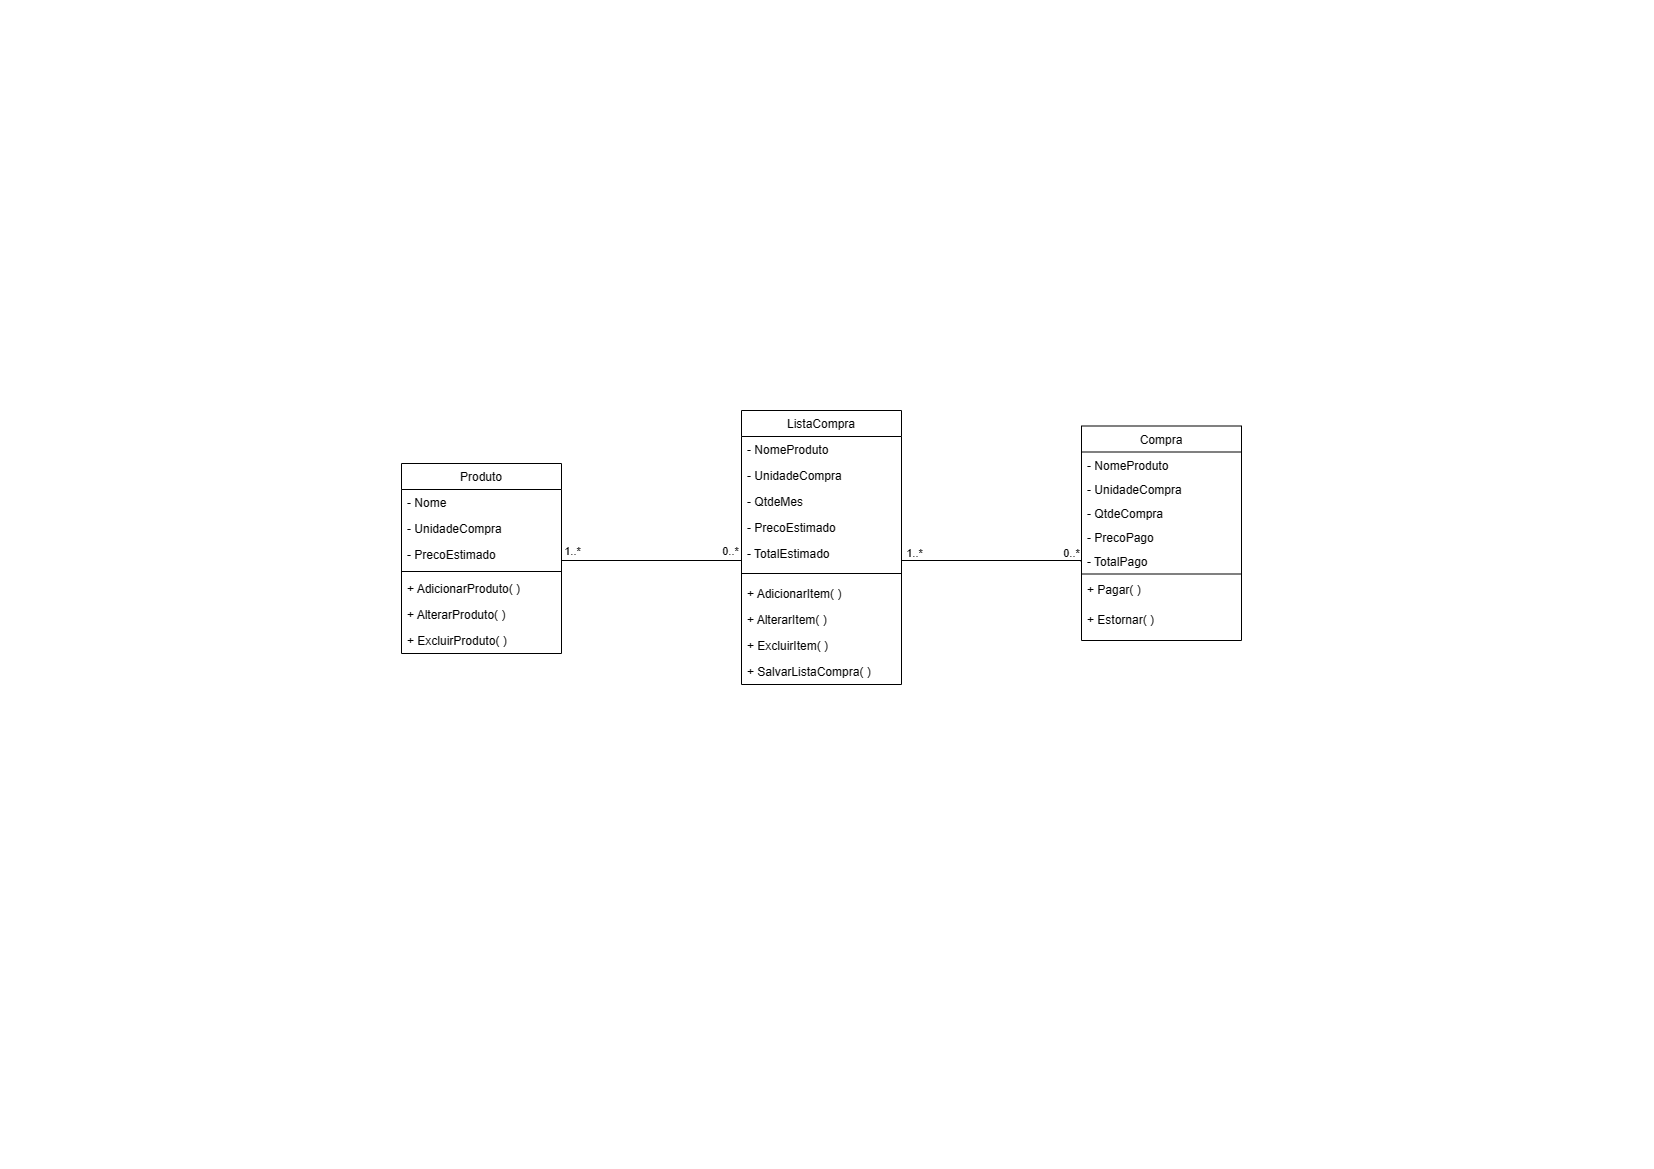 Produto
- Nome
- UnidadeCompra
- PrecoEstimado
+ AdicionarProduto( )
+ AlterarProduto( )
+ ExcluirProduto( )
1..*
0..*
ListaCompra
- NomeProduto
- UnidadeCompra
- QtdeMes
- PrecoEstimado
- TotalEstimado
+ AdicionarItem( )
+ AlterarItem( )
+ ExcluirItem( )
+ SalvarListaCompra( )
1..*
0..*
Compra
- NomeProduto
- UnidadeCompra
- QtdeCompra
- PrecoPago
- TotalPago
+ Pagar( )
+ Estornar( )